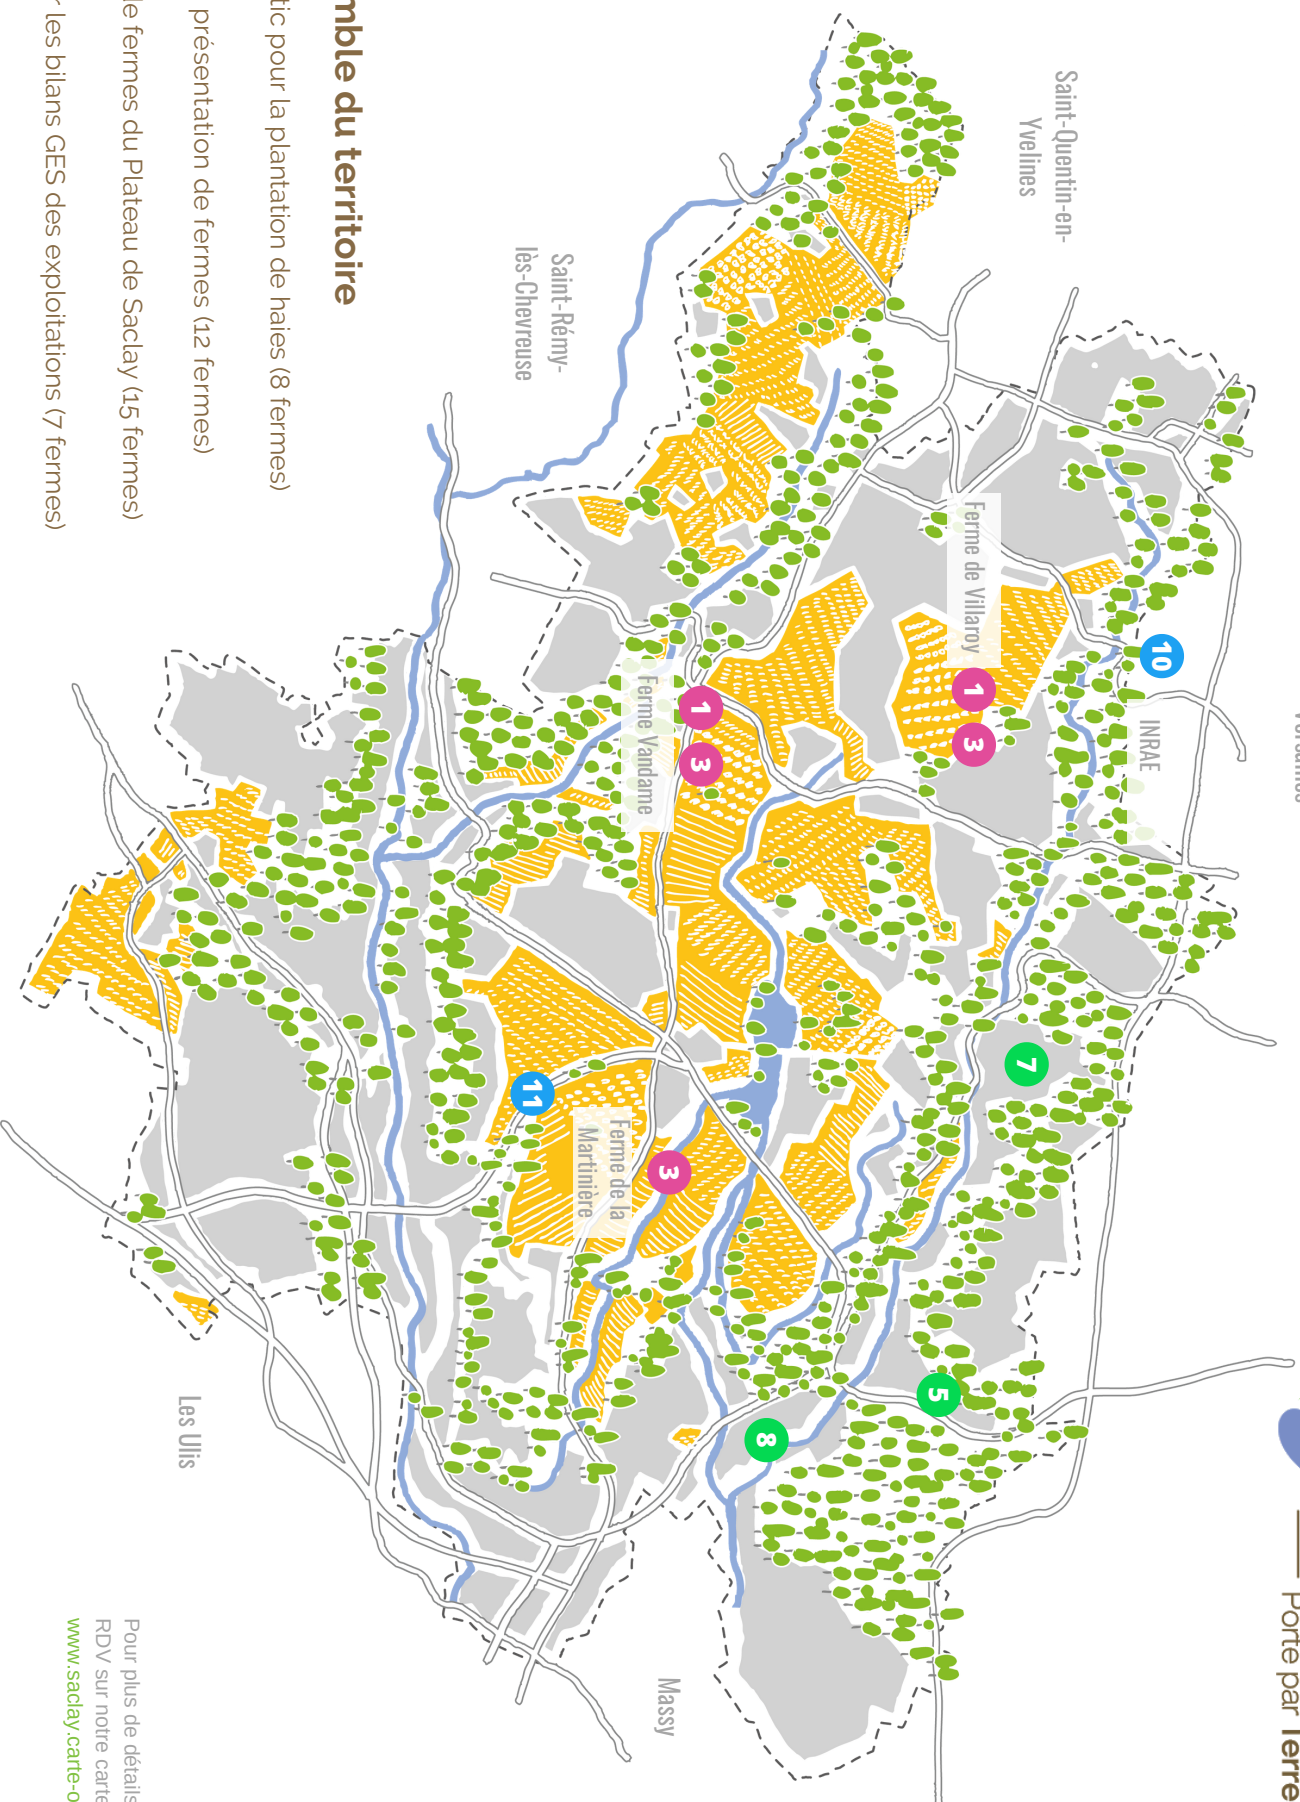 Porté par Terre
10
INRAE
Saint-Quentin-en-
Yvelines
7
Ferme de Villaroy
1
3
5
8
1
3
Ferme Vandame
3
Ferme de la
Martinière
Massy
Saint-Rémy-
lès-Chevreuse
11
Les Ulis
mble du territoire
tic pour la plantation de haies (8 fermes)
présentation de fermes (12 fermes)
le fermes du Plateau de Saclay (15 fermes)
r les bilans GES des exploitations (7 fermes)
Pour plus de détails
RDV sur notre carte
www.saclay.carte-o